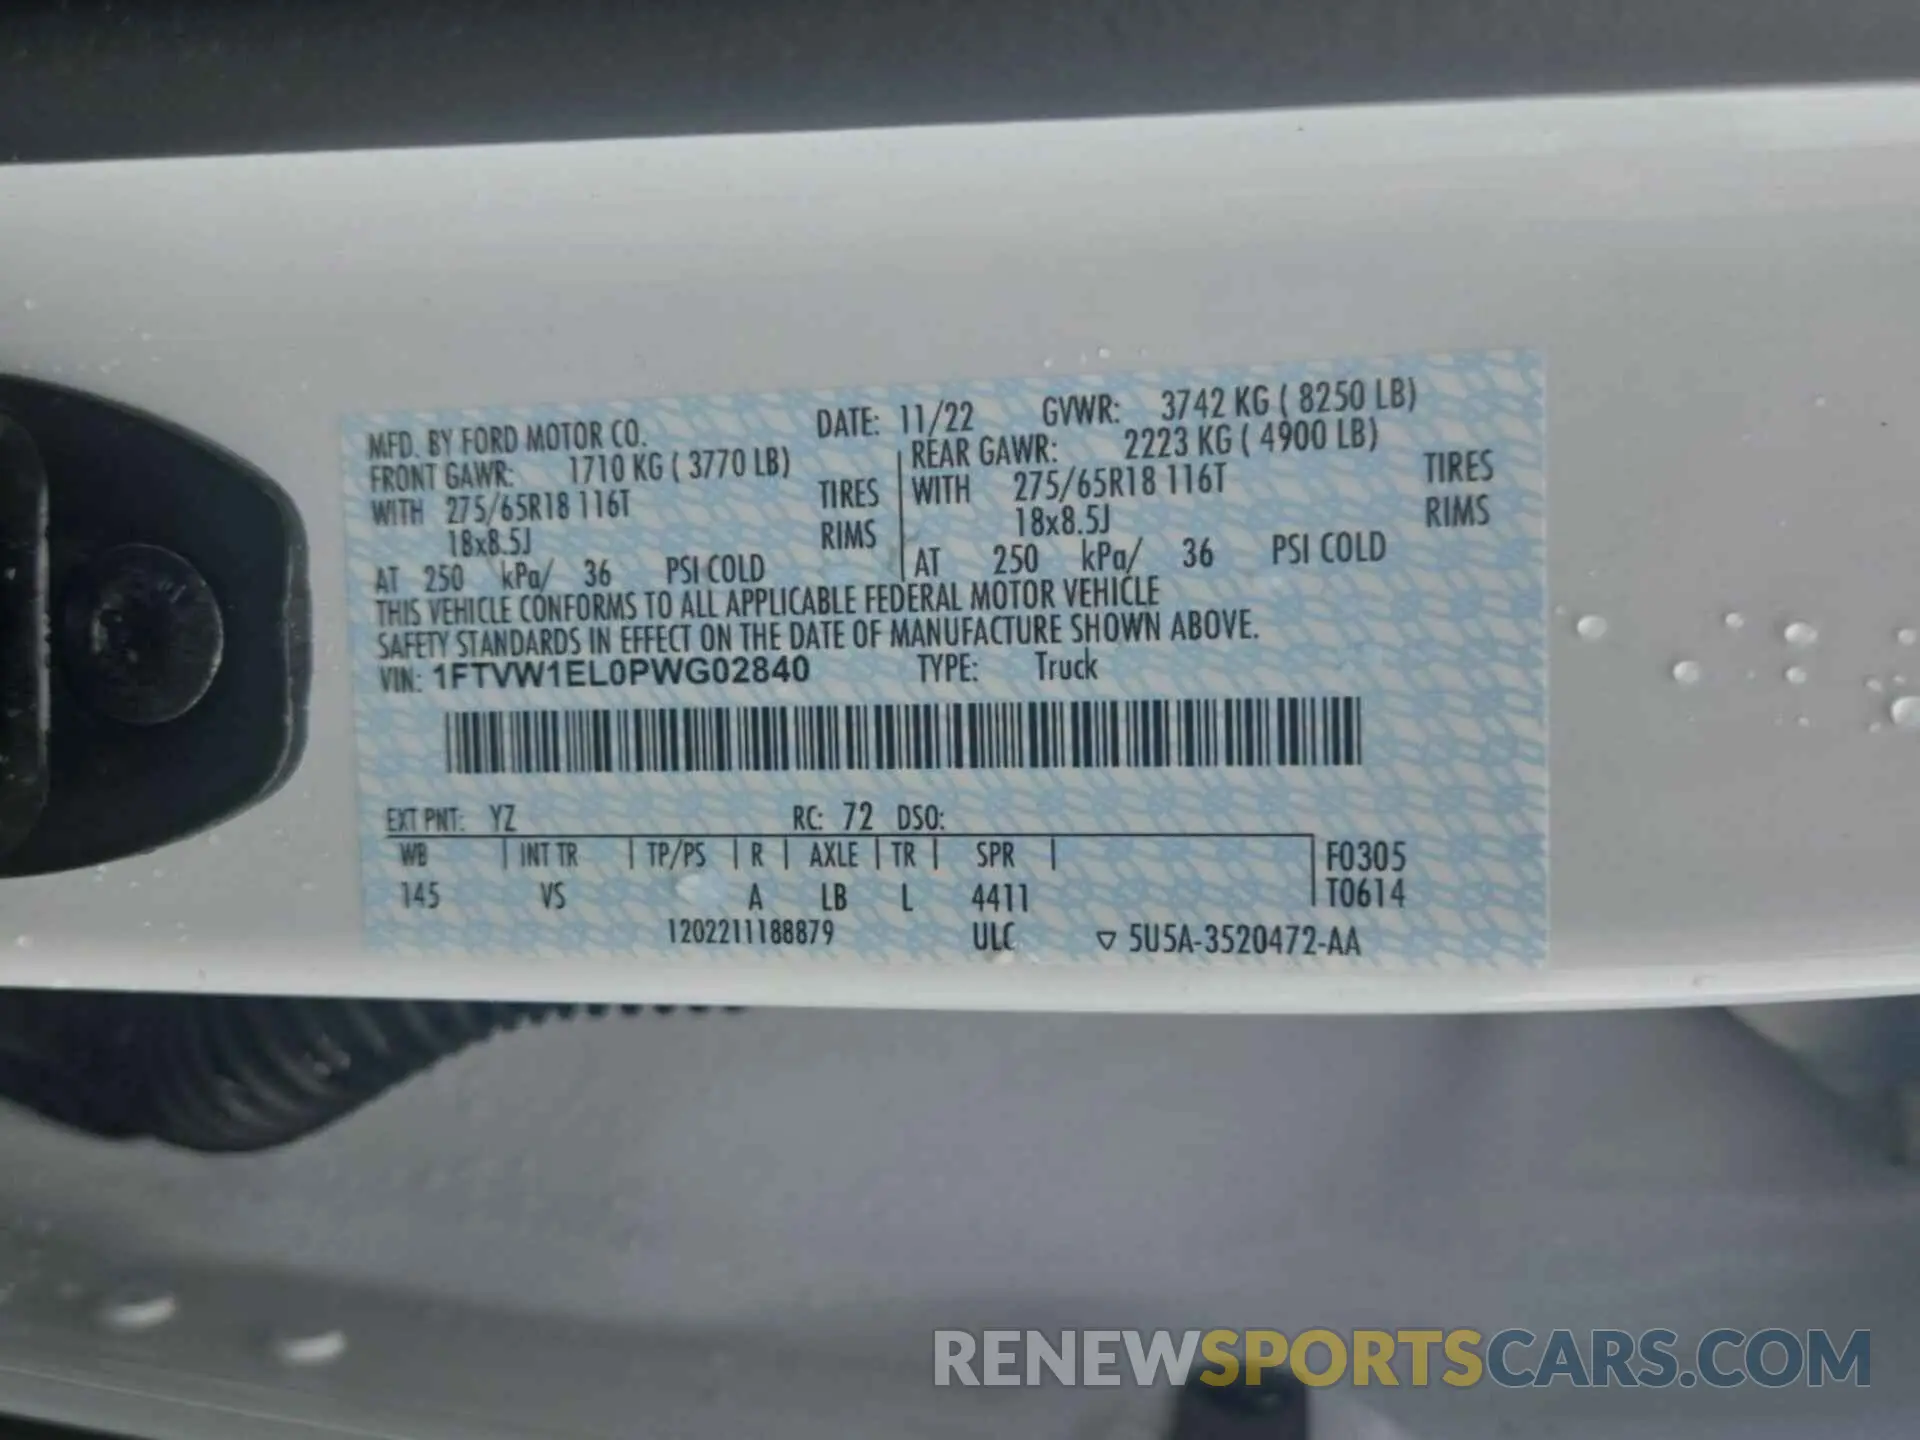 MFD. BY FORD MOTOR CO. DATE: 11/22 GVWR: 3742 KG ( 8250 LB)
FRONT GAWR: 1710 KG ( 3770 LB) REAR GAWR: 2223 KG ( 4900 LB)
WITH 275/65R18 116T TIRES WITH 275/65R18 116T TIRES
18x8.5J RIMS 18x8.5J RIMS
AT 250 kPa/ 36 PSI COLD AT 250 kPa/ 36 PSI COLD
THIS VEHICLE CONFORMS TO ALL APPLICABLE FEDERAL MOTOR VEHICLE
SAFETY STANDARDS IN EFFECT ON THE DATE OF MANUFACTURE SHOWN ABOVE.
VIN: 1FTVW1EL0PWG02840 TYPE: Truck
EXT PNT: YZ RC: 72 DSO:
WB INT TR TP/PS R AXLE TR SPR F0305
145 VS A LB L 4411 T0614
1202211188879 ULC ▽ 5U5A-3520472-AA
RENEWSPORTSCARS.COM